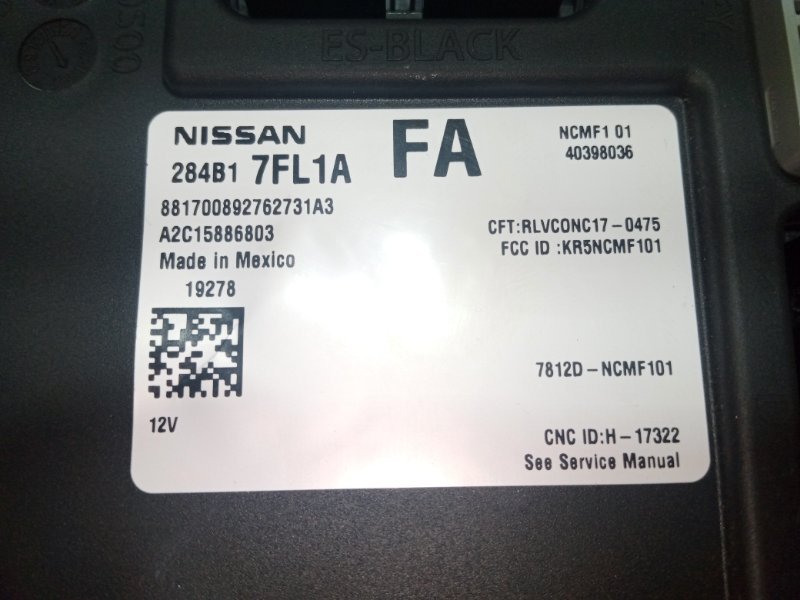 ES-BLACK
NISSAN
284B1 7FL1A
FA
NCMF1 01
40398036
881700892762731A3
A2C15886803
Made in Mexico
19278
CFT:RLVCONC17-0475
FCC ID :KR5NCMF101
7812D-NCMF101
12V
CNC ID:H-17322
See Service Manual